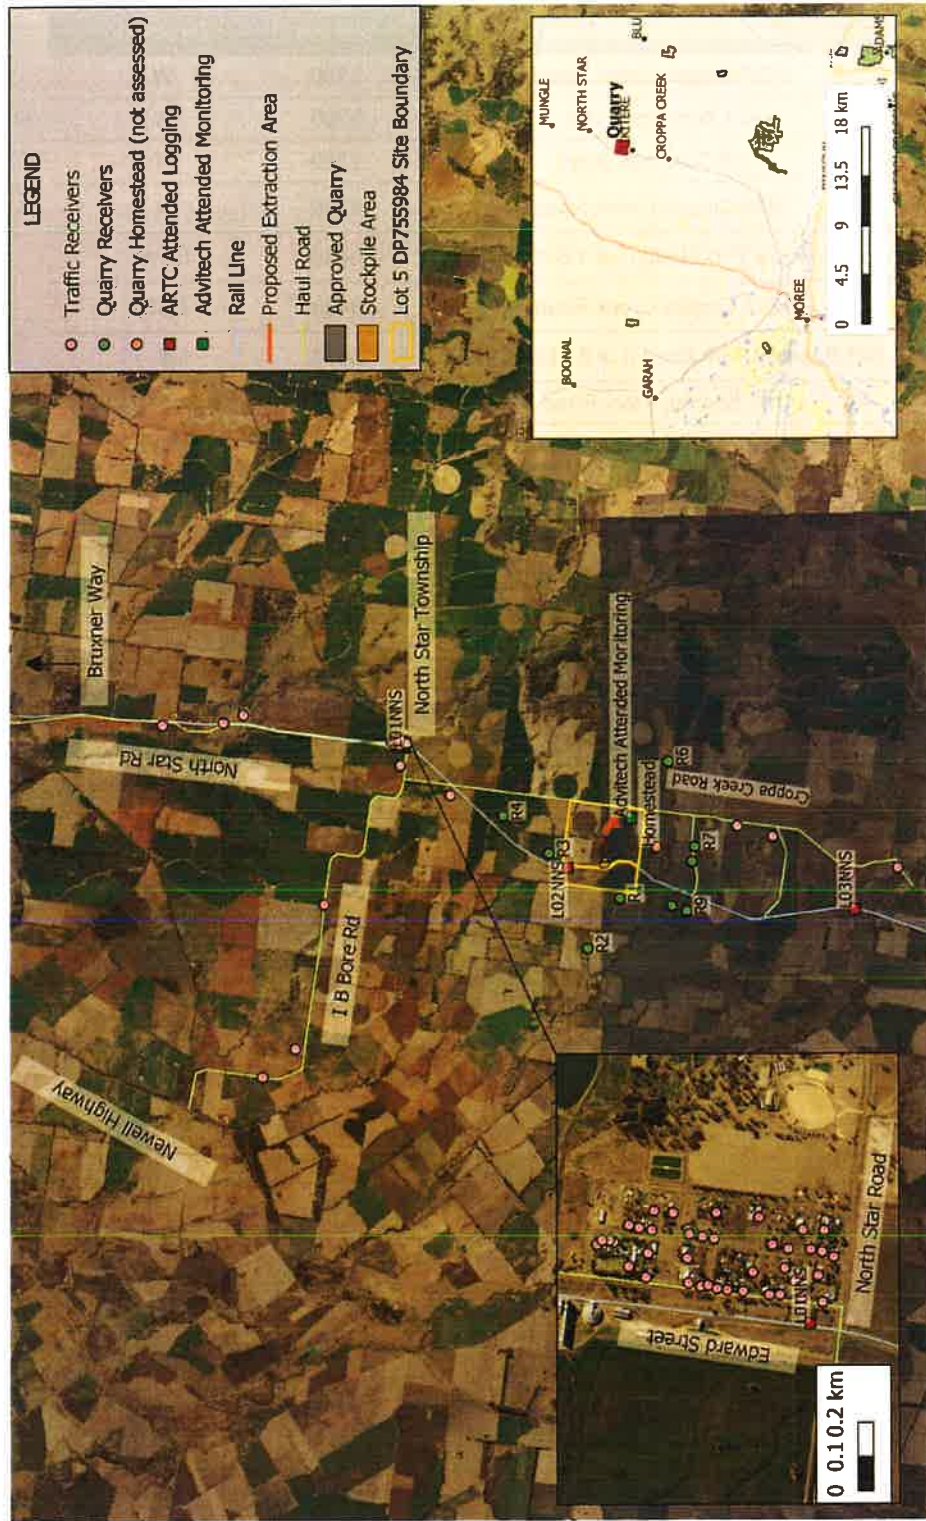 LEGEND
Traffic Receivers
Quarry Receivers
Quarry Homestead (not assessed)
ARTC Attended Logging
Advitech Attended Monitoring
Rail Line
Proposed Extraction Area
Haul Road
Approved Quarry
Stockpile Area
Lot 5 DP755984 Site Boundary
Newell Highway
I B Bore Rd
North Star Rd
Bruxner Way
L01NNS
North Star Township
R4
L02NNS
R3
R2
R1
Advitech Attended Monitoring
Homestead
R6
R7
R9
Croppa Creek Road
L03NNS
Edward Street
L01NNS
North Star Road
0 0.1 0.2 km
BOONAL
GARAH
MOREE
MUNGLE
NORTH STAR
Quarry
CROPPA CREEK
BLU
0 4.5 9 13.5 18 km